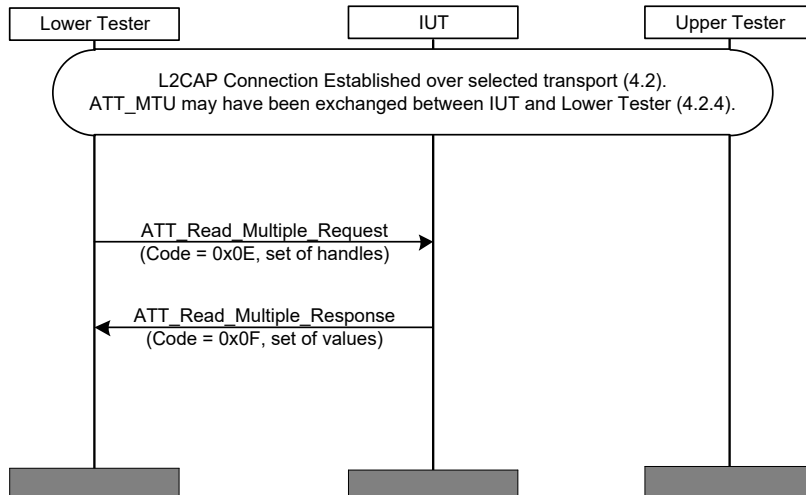 Lower Tester
IUT
Upper Tester
L2CAP Connection Established over selected transport (4.2).
ATT_MTU may have been exchanged between IUT and Lower Tester (4.2.4).
ATT_Read_Multiple_Request
(Code = 0x0E, set of handles)
ATT_Read_Multiple_Response
(Code = 0x0F, set of values)